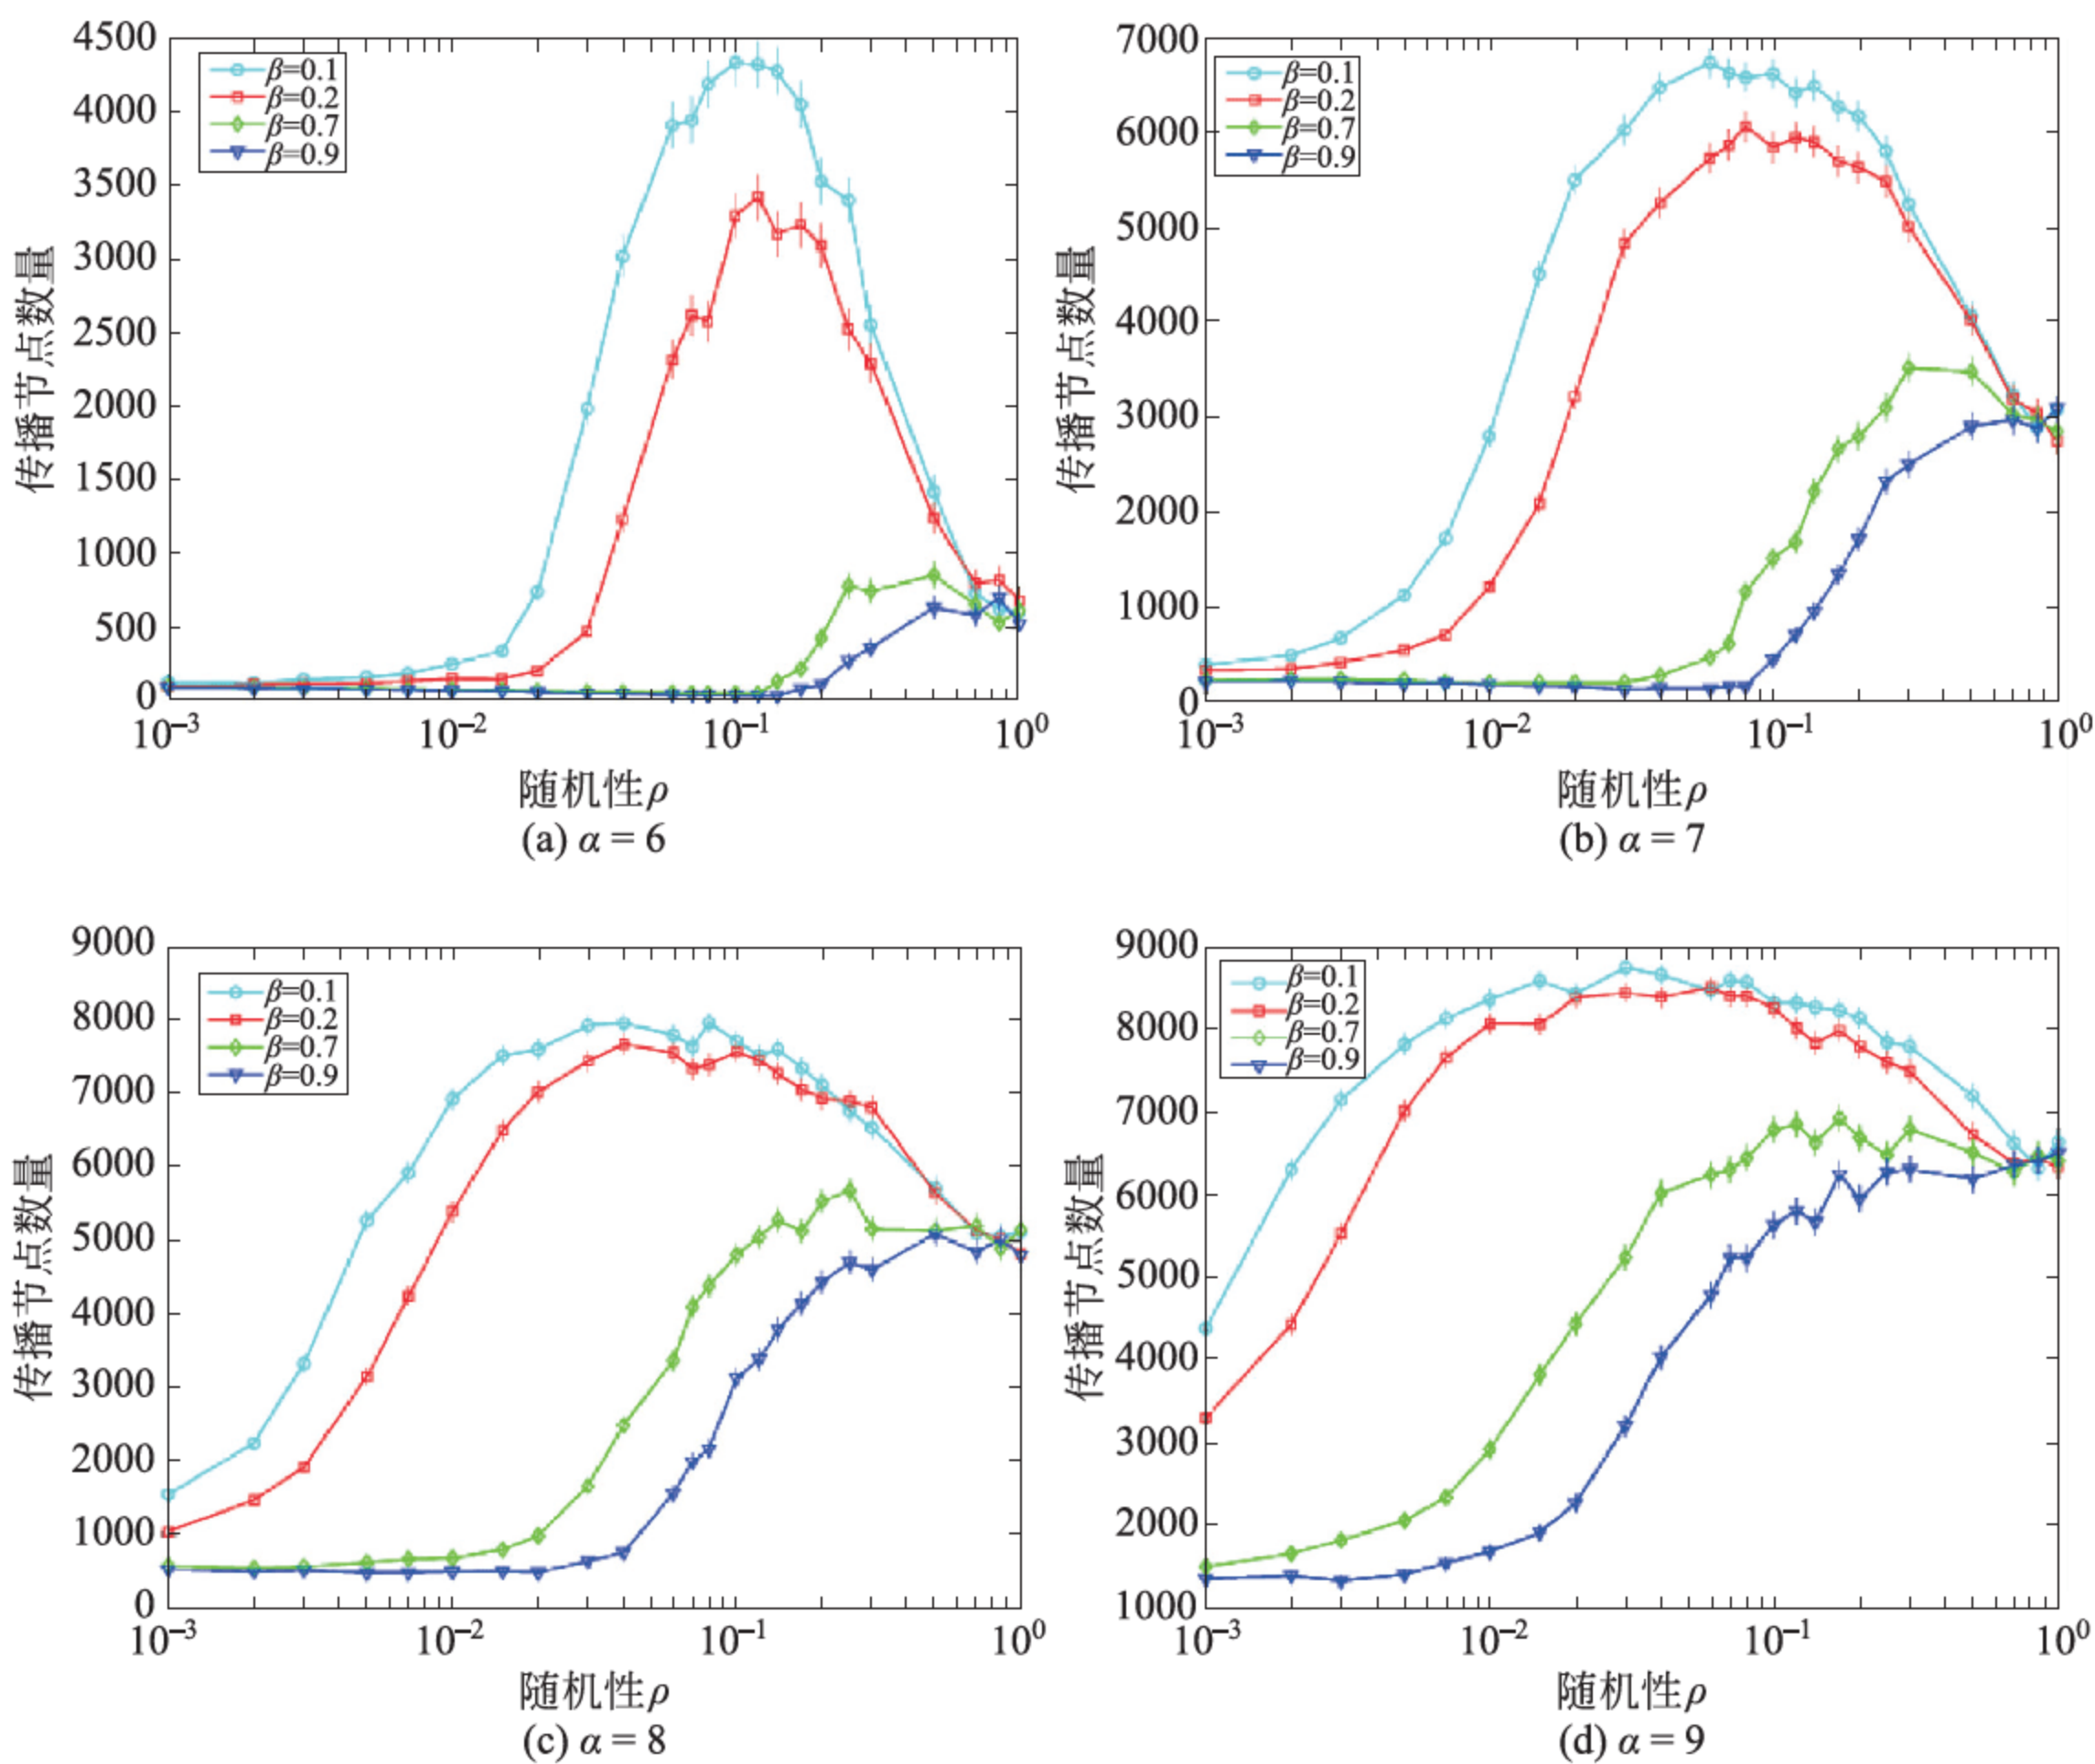 4500
4000
3500
3000
2500
2000
1500
1000
500
0
β=0.1
β=0.2
β=0.7
β=0.9
传播节点数量
10–3
10–2
10–1
100
随机性ρ
(a) α = 6
7000
6000
5000
4000
3000
2000
1000
0
β=0.1
β=0.2
β=0.7
β=0.9
传播节点数量
10–3
10–2
10–1
100
随机性ρ
(b) α = 7
9000
8000
7000
6000
5000
4000
3000
2000
1000
0
β=0.1
β=0.2
β=0.7
β=0.9
传播节点数量
10–3
10–2
10–1
100
随机性ρ
(c) α = 8
9000
8000
7000
6000
5000
4000
3000
2000
1000
β=0.1
β=0.2
β=0.7
β=0.9
传播节点数量
10–3
10–2
10–1
100
随机性ρ
(d) α = 9